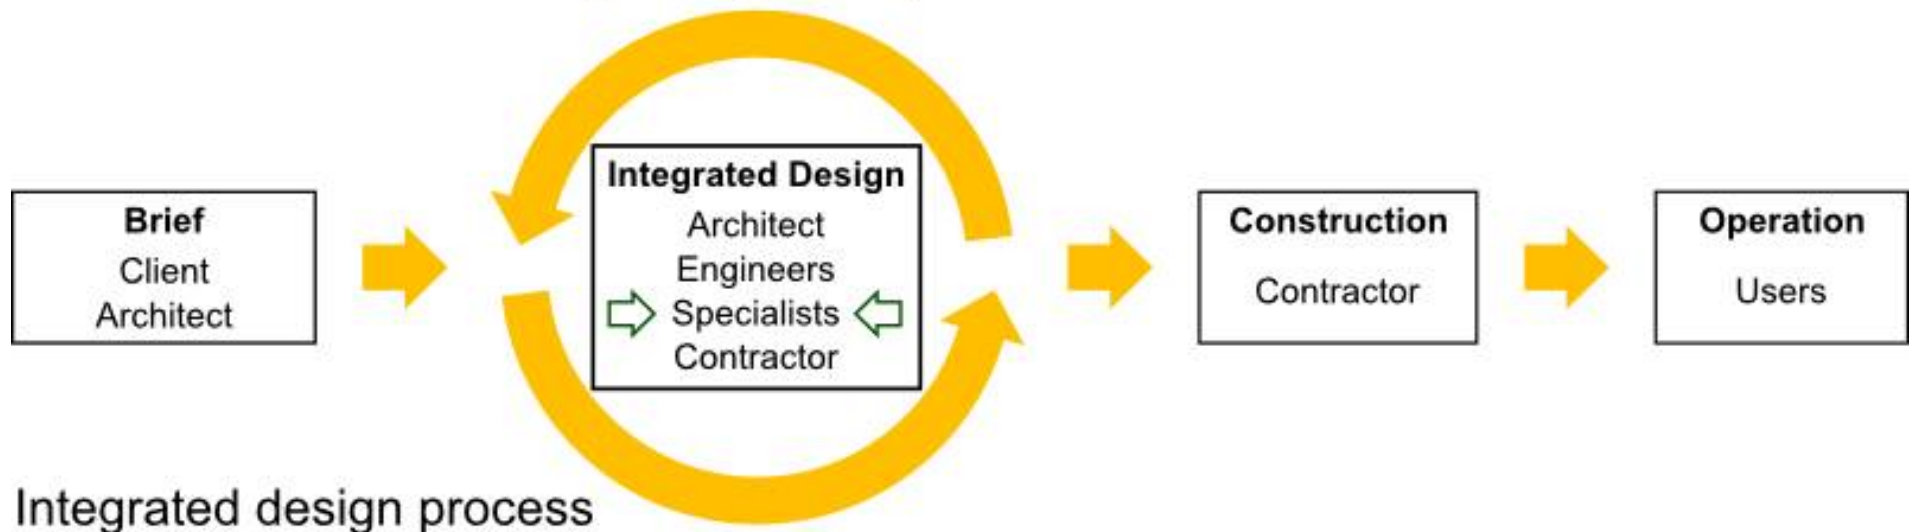 Brief
Client
Architect
Integrated Design
Architect
Engineers
Specialists
Contractor
Construction
Contractor
Operation
Users
Integrated design process